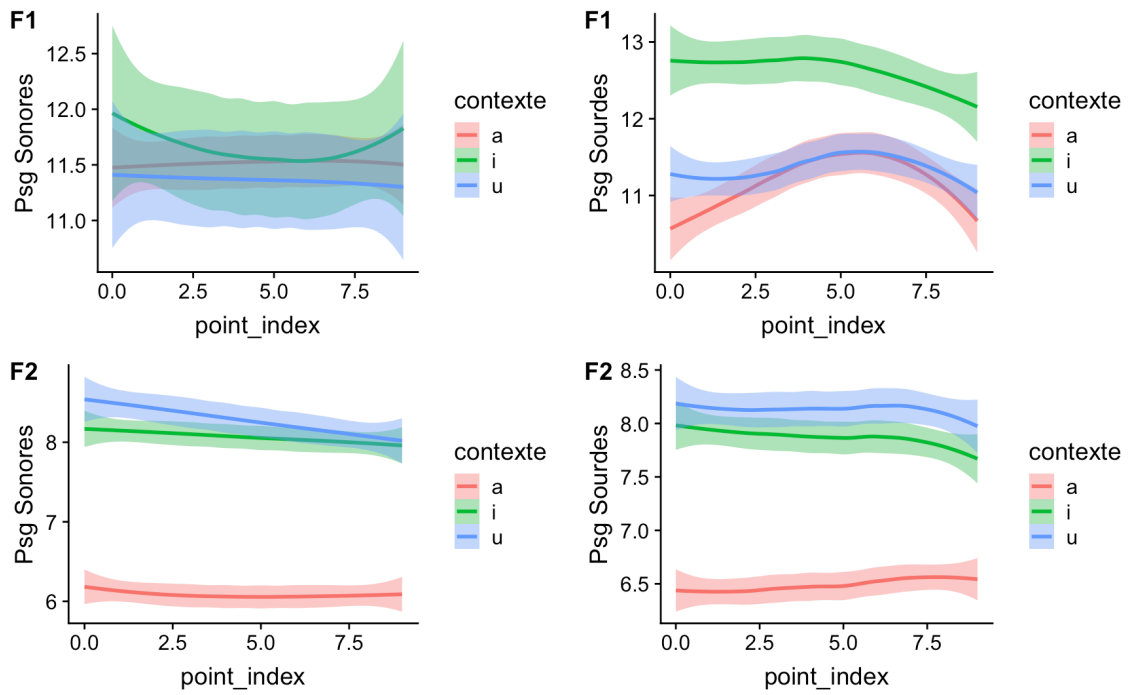 F1
Psg Sonores
12.5
12.0
11.5
11.0
0.0 2.5 5.0 7.5
point_index
contexte
a
i
u
F1
Psg Sourdes
13
12
11
0.0 2.5 5.0 7.5
point_index
contexte
a
i
u
F2
Psg Sonores
8
7
6
0.0 2.5 5.0 7.5
point_index
contexte
a
i
u
F2
Psg Sourdes
8.5
8.0
7.5
7.0
6.5
0.0 2.5 5.0 7.5
point_index
contexte
a
i
u